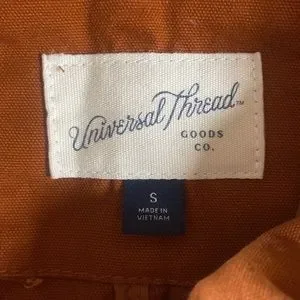 Universal Thread™
GOODS
CO.
S
MADE IN
VIETNAM